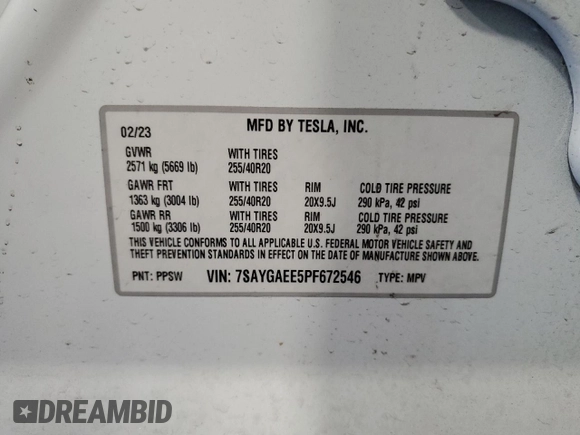 02/23 MFD BY TESLA, INC.
GVWR WITH TIRES
2571 kg (5669 lb) 255/40R20
GAWR FRT WITH TIRES RIM COLD TIRE PRESSURE
1363 kg (3004 lb) 255/40R20 20X9.5J 290 kPa, 42 psi
GAWR RR WITH TIRES RIM COLD TIRE PRESSURE
1500 kg (3306 lb) 255/40R20 20X9.5J 290 kPa, 42 psi
THIS VEHICLE CONFORMS TO ALL APPLICABLE U.S. FEDERAL MOTOR VEHICLE SAFETY AND
THEFT PREVENTION STANDARDS IN EFFECT ON THE DATE OF MANUFACTURE SHOWN ABOVE.
PNT: PPSW VIN: 7SAYGAEE5PF672546 TYPE: MPV
DREAMBID